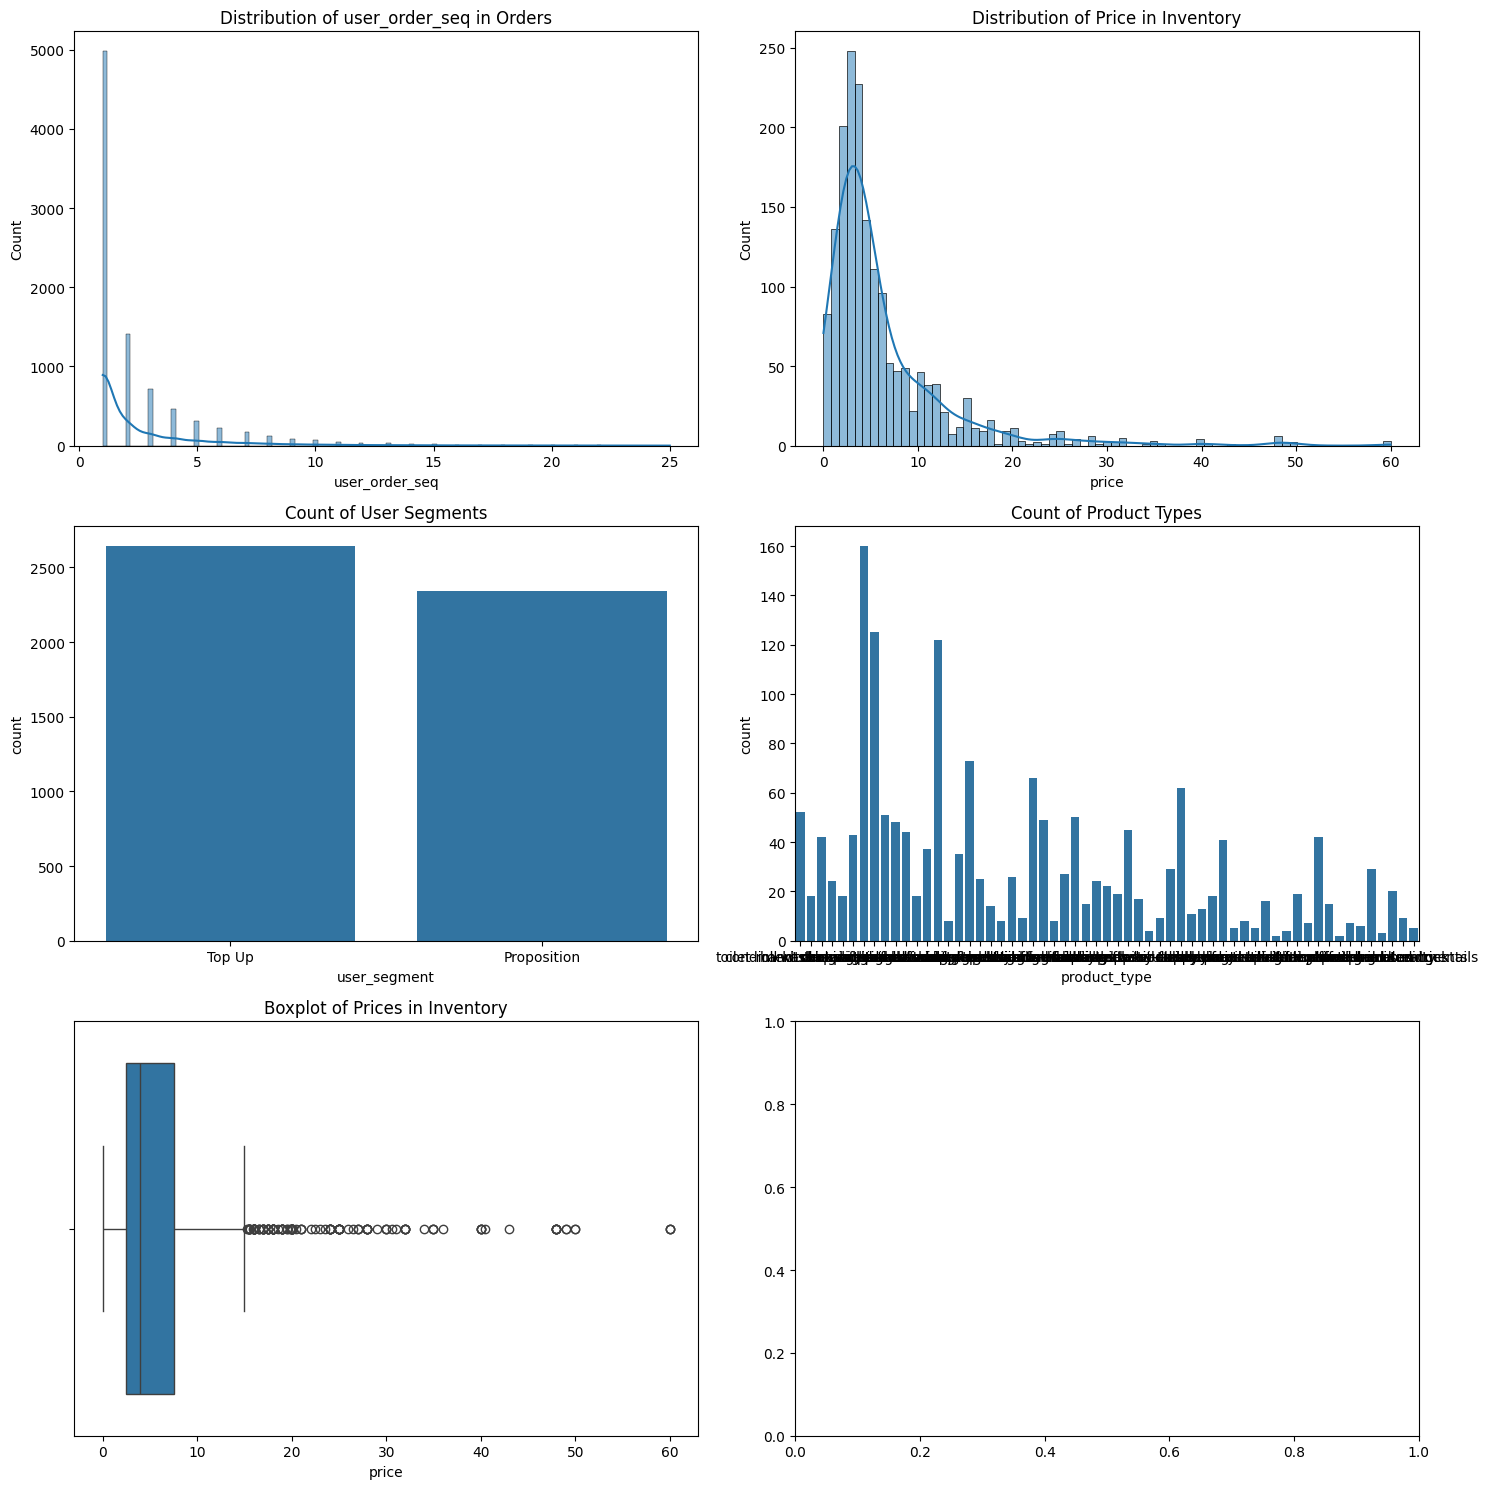 Distribution of user_order_seq in Orders
Count
5000
4000
3000
2000
1000
0
0 5 10 15 20 25
user_order_seq
Distribution of Price in Inventory
Count
250
200
150
100
50
0
0 10 20 30 40 50 60
price
Count of User Segments
count
2500
2000
1500
1000
500
0
Top Up Proposition
user_segment
Count of Product Types
count
160
140
120
100
80
60
40
20
0
product_type
Boxplot of Prices in Inventory
0 10 20 30 40 50 60
price
1.0
0.8
0.6
0.4
0.2
0.0
0.0 0.2 0.4 0.6 0.8 1.0